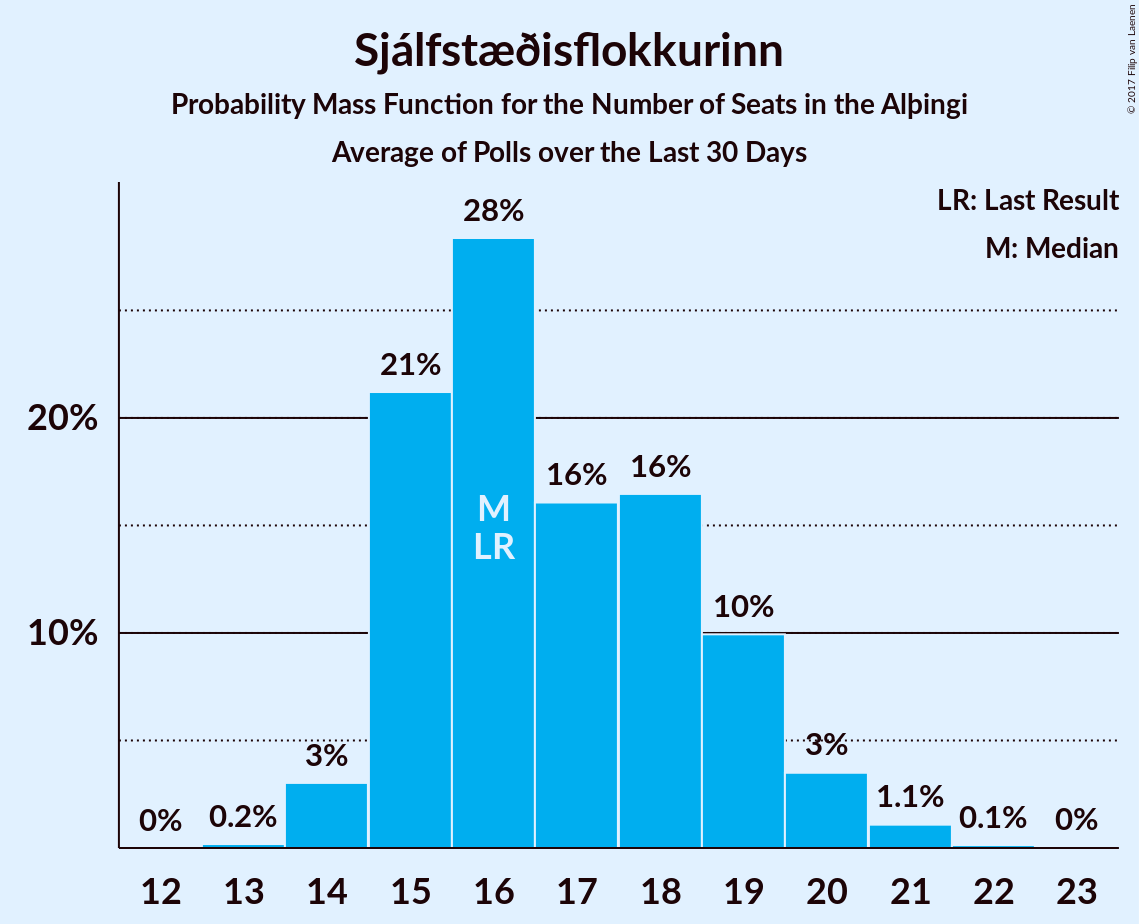 Sjálfstæðisflokkurinn
Probability Mass Function for the Number of Seats in the Alþingi
Average of Polls over the Last 30 Days
© 2017 Filip van Laenen
LR: Last Result
M: Median
28%
21%
20%
16%
16%
M
LR
10%
10%
3%
3%
0%
0.2%
1.1%
0.1%
0%
12 13 14 15 16 17 18 19 20 21 22 23